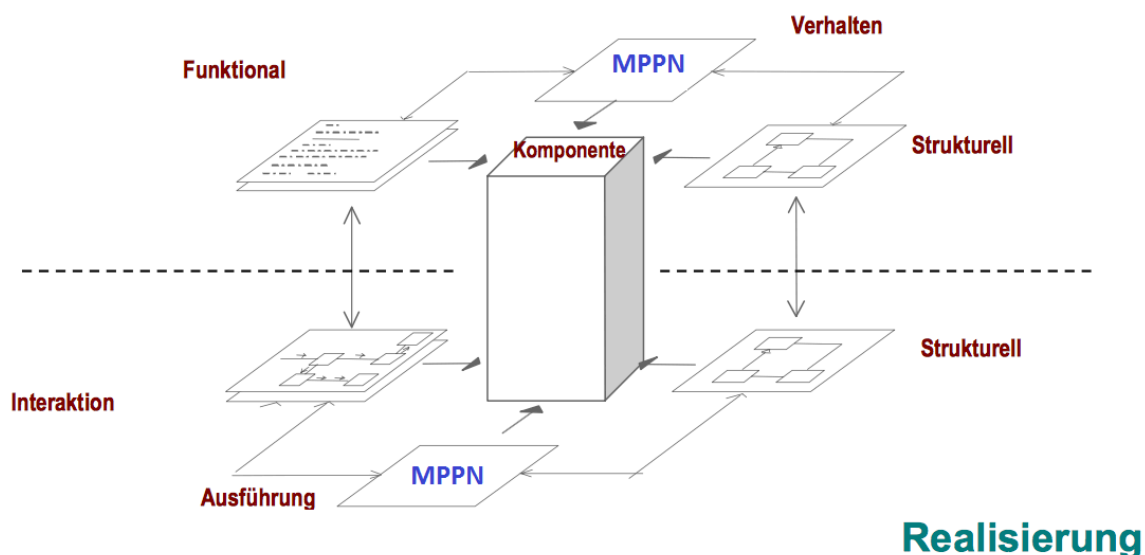 Verhalten
Funktional
MPPN
Komponente
Strukturell
Strukturell
Interaktion
MPPN
Ausführung
Realisierung